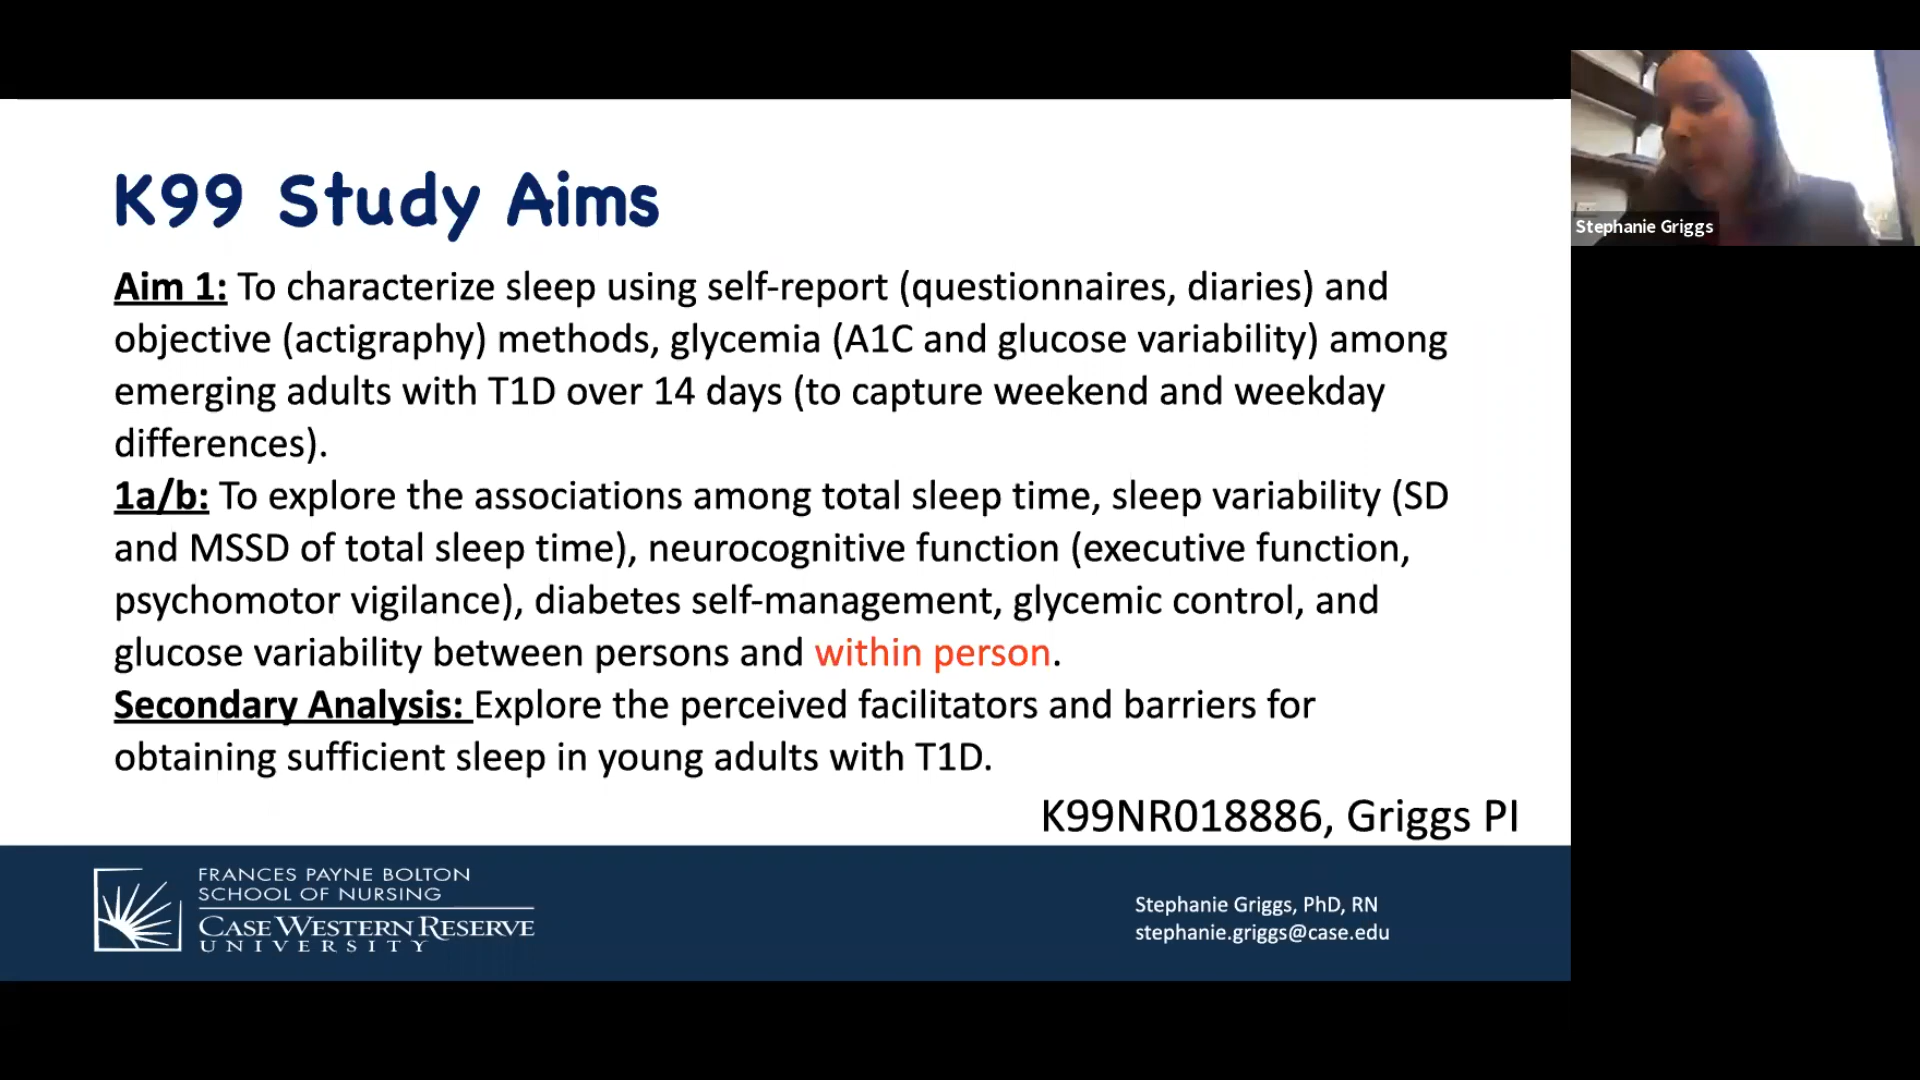 K99 Study Aims
Aim 1: To characterize sleep using self-report (questionnaires, diaries) and
objective (actigraphy) methods, glycemia (A1C and glucose variability) among
emerging adults with T1D over 14 days (to capture weekend and weekday
differences).
1a/b: To explore the associations among total sleep time, sleep variability (SD
and MSSD of total sleep time), neurocognitive function (executive function,
psychomotor vigilance), diabetes self-management, glycemic control, and
glucose variability between persons and within person.
Secondary Analysis: Explore the perceived facilitators and barriers for
obtaining sufficient sleep in young adults with T1D.
K99NR018886, Griggs PI
FRANCES PAYNE BOLTON
SCHOOL OF NURSING
CASE WESTERN RESERVE
UNIVERSITY
Stephanie Griggs, PhD, RN
stephanie.griggs@case.edu
Stephanie Griggs